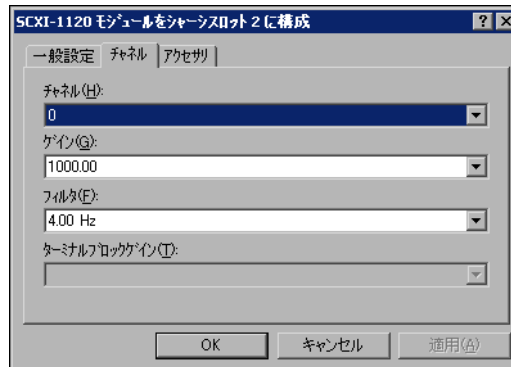 SCXI-1120 ﾓｼﾞｭｰﾙをｼｬｰｼｽﾛｯﾄ 2 に構成
一般設定 ﾁｬﾈﾙ ｱｸｾｻﾘ
ﾁｬﾈﾙ(H):
0
ｹﾞｲﾝ(G):
1000.00
ﾌｨﾙﾀ(F):
4.00 Hz
ﾀｰﾐﾅﾙﾌﾞﾛｯｸｹﾞｲﾝ(T):
OK キャンセル 適用(A)